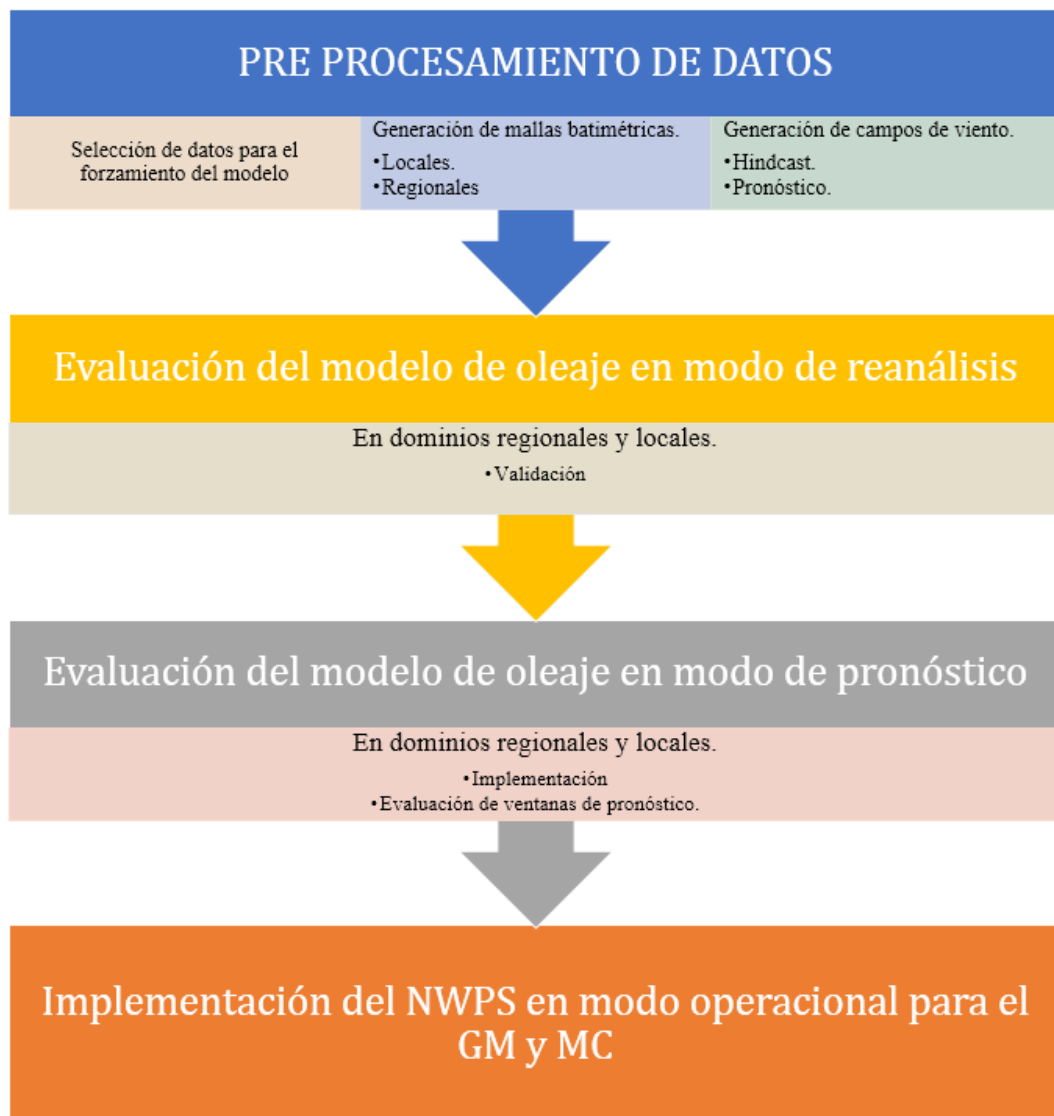 PRE PROCESAMIENTO DE DATOS
Selección de datos para el
forzamiento del modelo
Generación de mallas batimétricas.
•Locales.
•Regionales
Generación de campos de viento.
•Hindcast.
•Pronóstico.
Evaluación del modelo de oleaje en modo de reanálisis
En dominios regionales y locales.
•Validación
Evaluación del modelo de oleaje en modo de pronóstico
En dominios regionales y locales.
•Implementación
•Evaluación de ventanas de pronóstico.
Implementación del NWPS en modo operacional para el
GM y MC